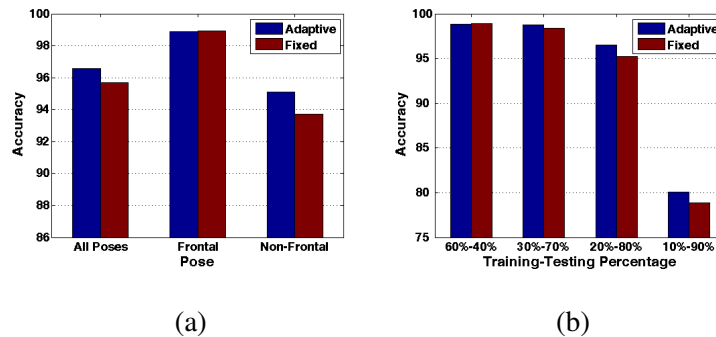 100
98
96
94
92
90
88
86
Accuracy
Adaptive
Fixed
All Poses Frontal Non-Frontal
Pose
(a)
100
95
90
85
80
75
Accuracy
Adaptive
Fixed
60%-40% 30%-70% 20%-80% 10%-90%
Training-Testing Percentage
(b)